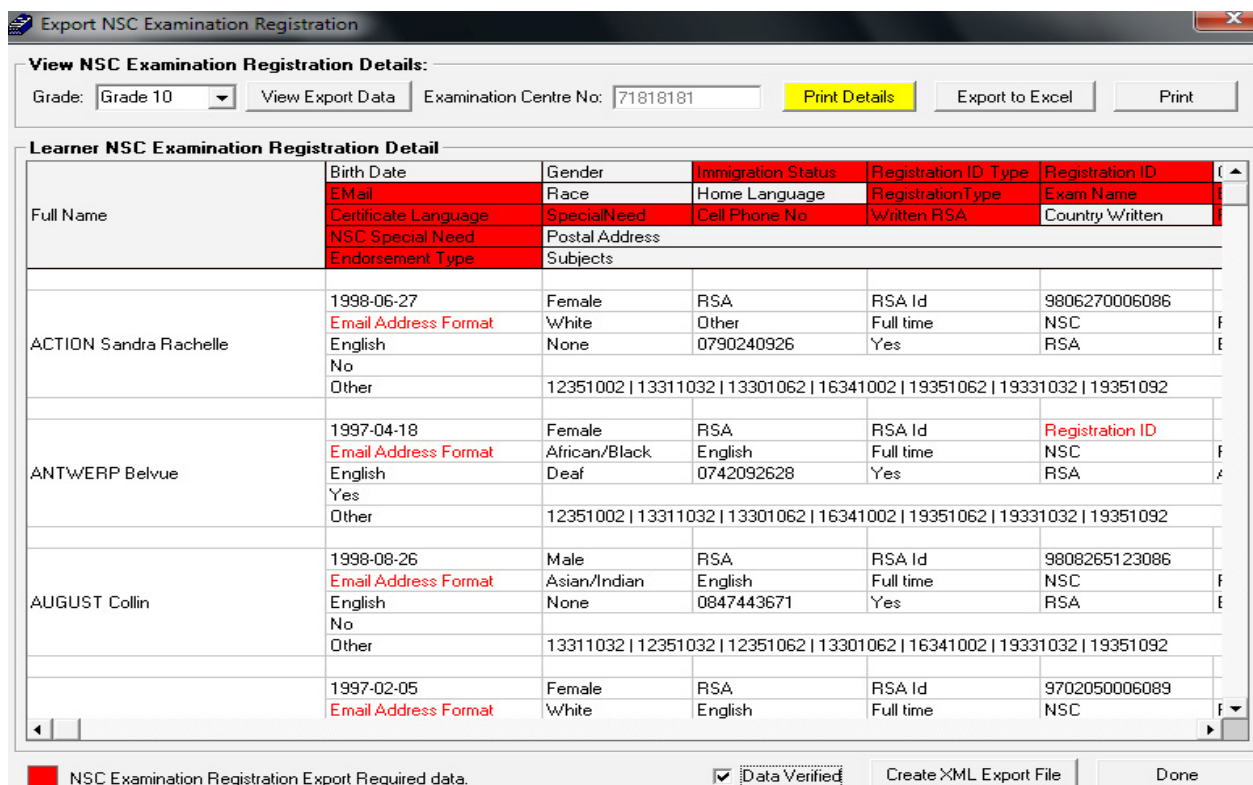 Export NSC Examination Registration
View NSC Examination Registration Details:
Grade: Grade 10 View Export Data Examination Centre No: 71818181 Print Details Export to Excel Print
Learner NSC Examination Registration Detail
Birth Date Gender Immigration Status Registration ID Type Registration ID
EMail Race Home Language RegistrationType Exam Name
Full Name
Certificate Language SpecialNeed Cell Phone No Written RSA Country Written
NSC Special Need Postal Address
Endorsement Type Subjects
1998-06-27 Female RSA RSA Id 9806270006086
Email Address Format White Other Full time NSC
ACTION Sandra Rachelle English None 0790240926 Yes RSA
No
Other 12351002 | 13311032 | 13301062 | 16341002 | 19351062 | 19331032 | 19351092
1997-04-18 Female RSA RSA Id Registration ID
Email Address Format African/Black English Full time NSC
ANTWERP Belvue English Deaf 0742092628 Yes RSA
Yes
Other 12351002 | 13311032 | 13301062 | 16341002 | 19351062 | 19331032 | 19351092
1998-08-26 Male RSA RSA Id 9808265123086
Email Address Format Asian/Indian English Full time NSC
AUGUST Collin English None 0847443671 Yes RSA
No
Other 13311032 | 12351032 | 12351062 | 13301062 | 16341002 | 19331032 | 19351092
1997-02-05 Female RSA RSA Id 9702050006089
Email Address Format White English Full time NSC
NSC Examination Registration Export Required data. Data Verified Create XML Export File Done